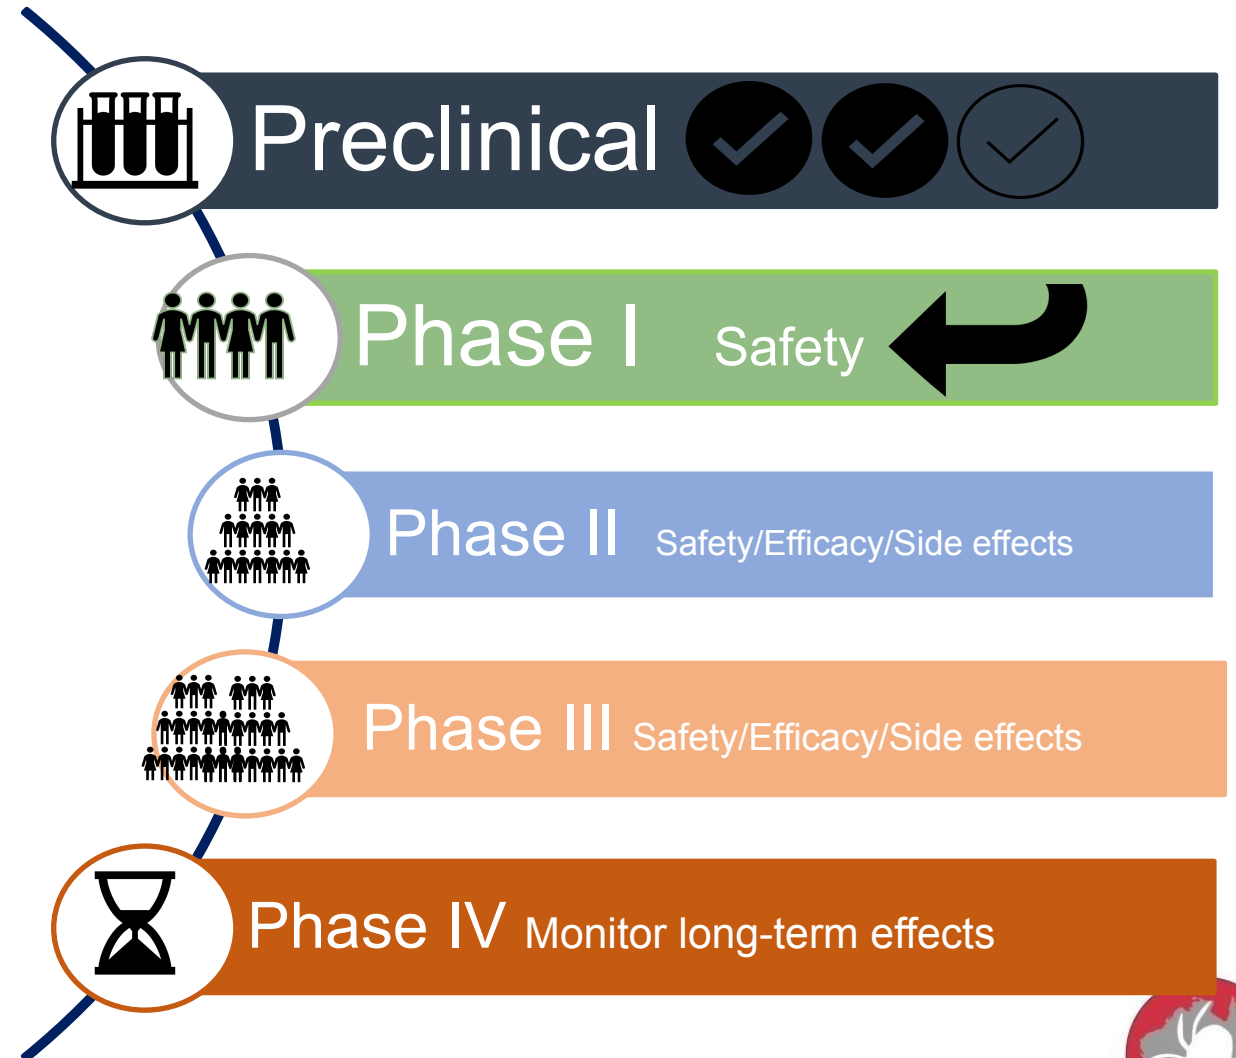 Preclinical
Phase I Safety
Phase II Safety/Efficacy/Side effects
Phase III Safety/Efficacy/Side effects
Phase IV Monitor long-term effects